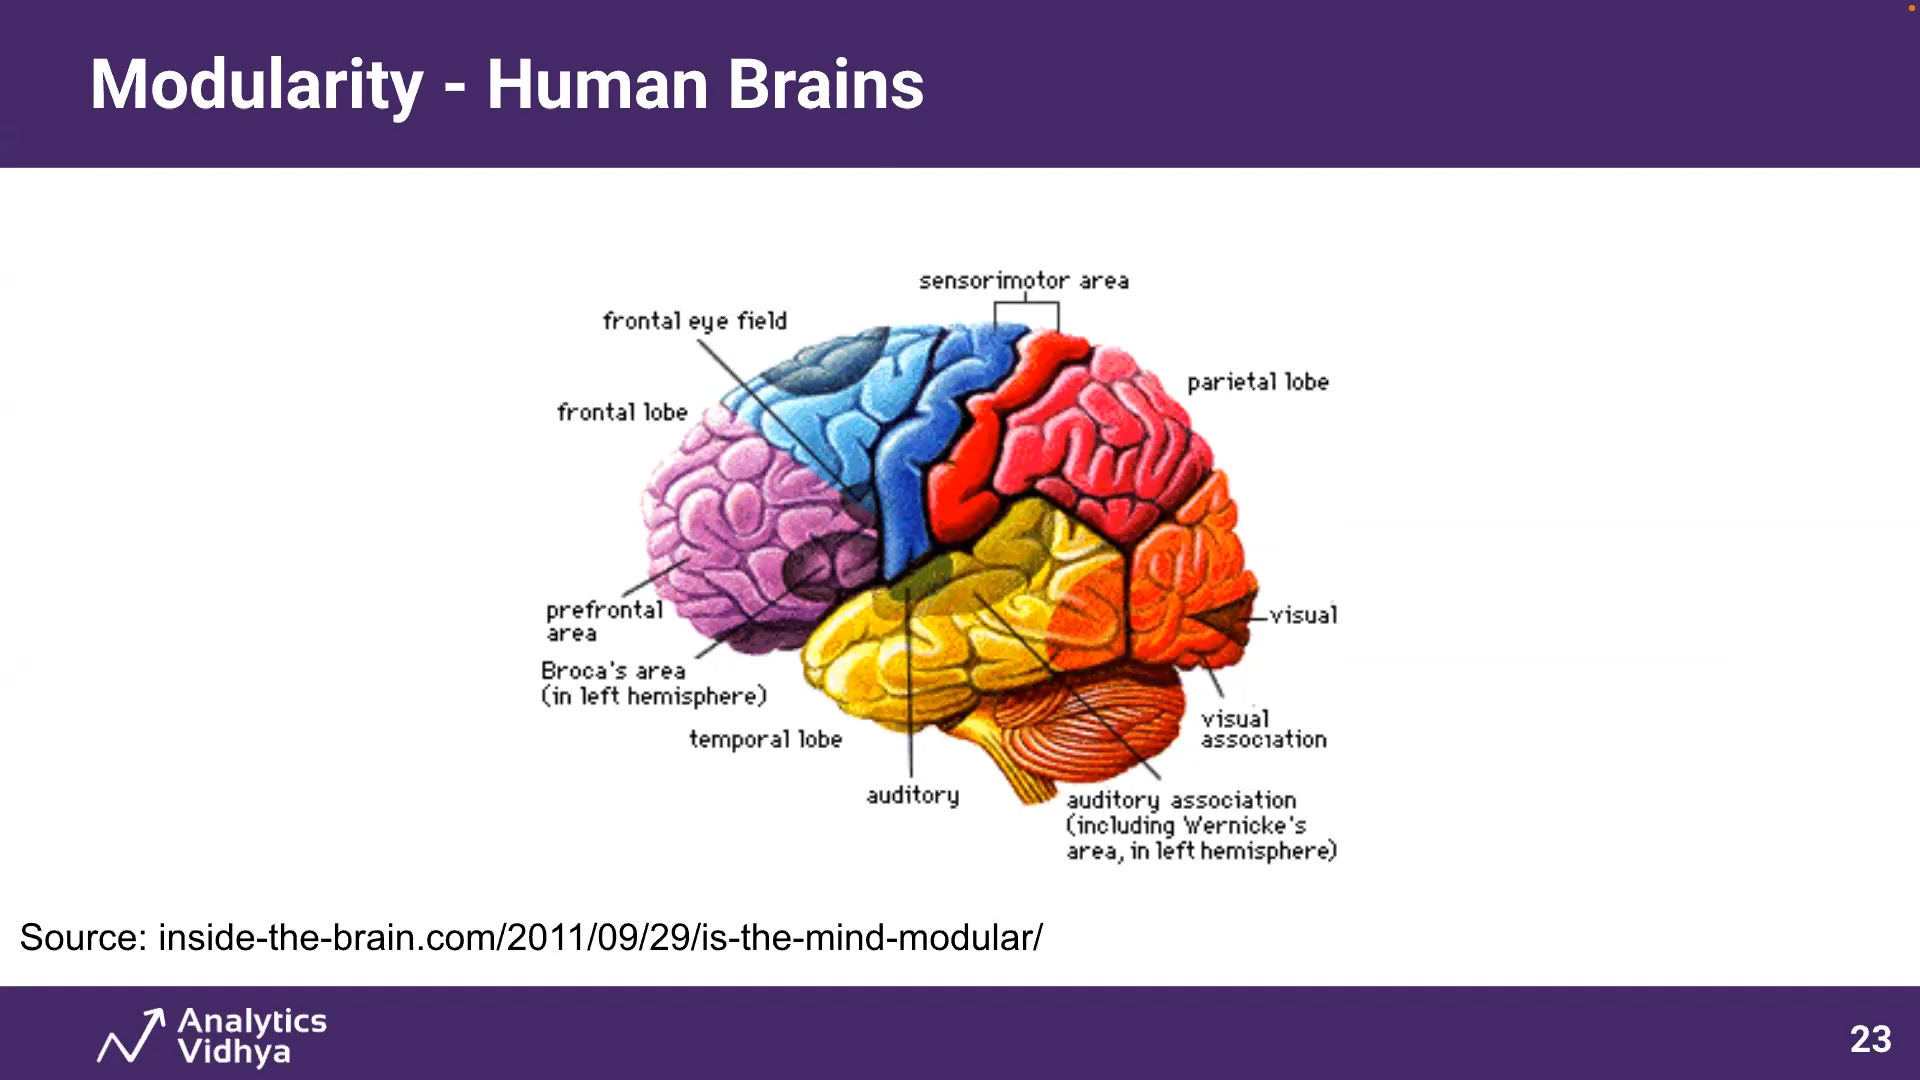 Modularity - Human Brains
sensorimotor area
frontal eye field
parietal lobe
frontal lobe
prefrontal
area
visual
Broca's area
(in left hemisphere)
temporal lobe
visual
association
auditory
auditory association
(including Wernicke's
area, in left hemisphere)
Source: inside-the-brain.com/2011/09/29/is-the-mind-modular/
Analytics
Vidhya
23